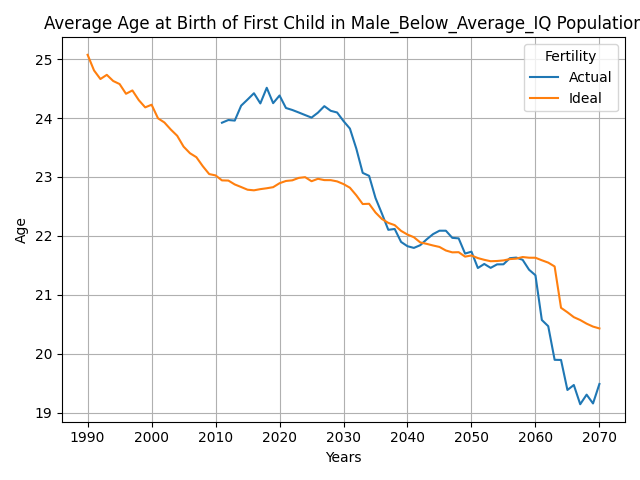 Average Age at Birth of First Child in Male_Below_Average_IQ Population
Fertility
Actual
Ideal
25
24
23
22
21
20
19
Age
1990 2000 2010 2020 2030 2040 2050 2060 2070
Years